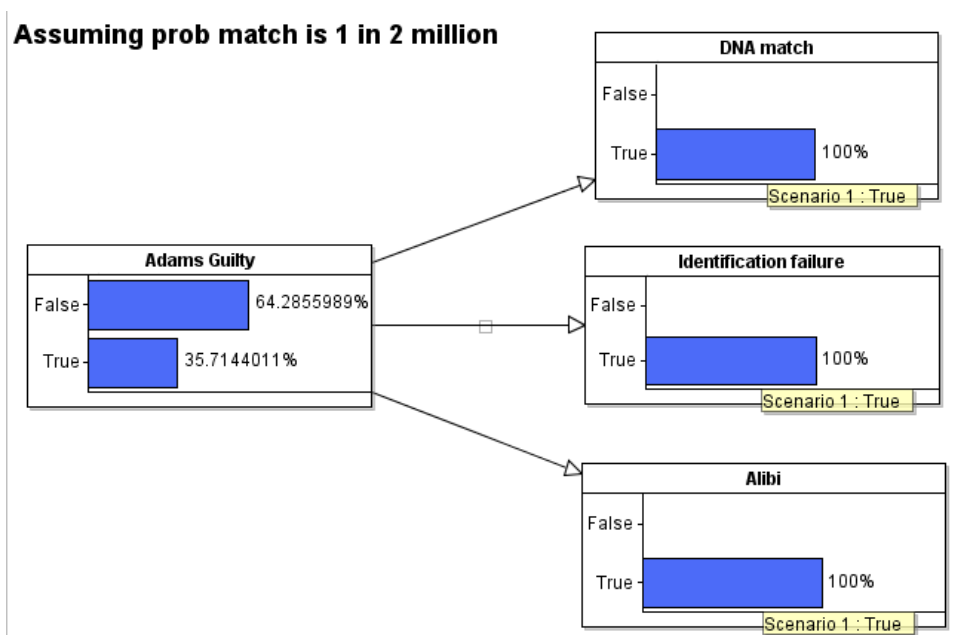 Assuming prob match is 1 in 2 million
DNA match
False
True
100%
Scenario 1 : True
Adams Guilty
False
64.2855989%
True
35.7144011%
Identification failure
False
True
100%
Scenario 1 : True
Alibi
False
True
100%
Scenario 1 : True